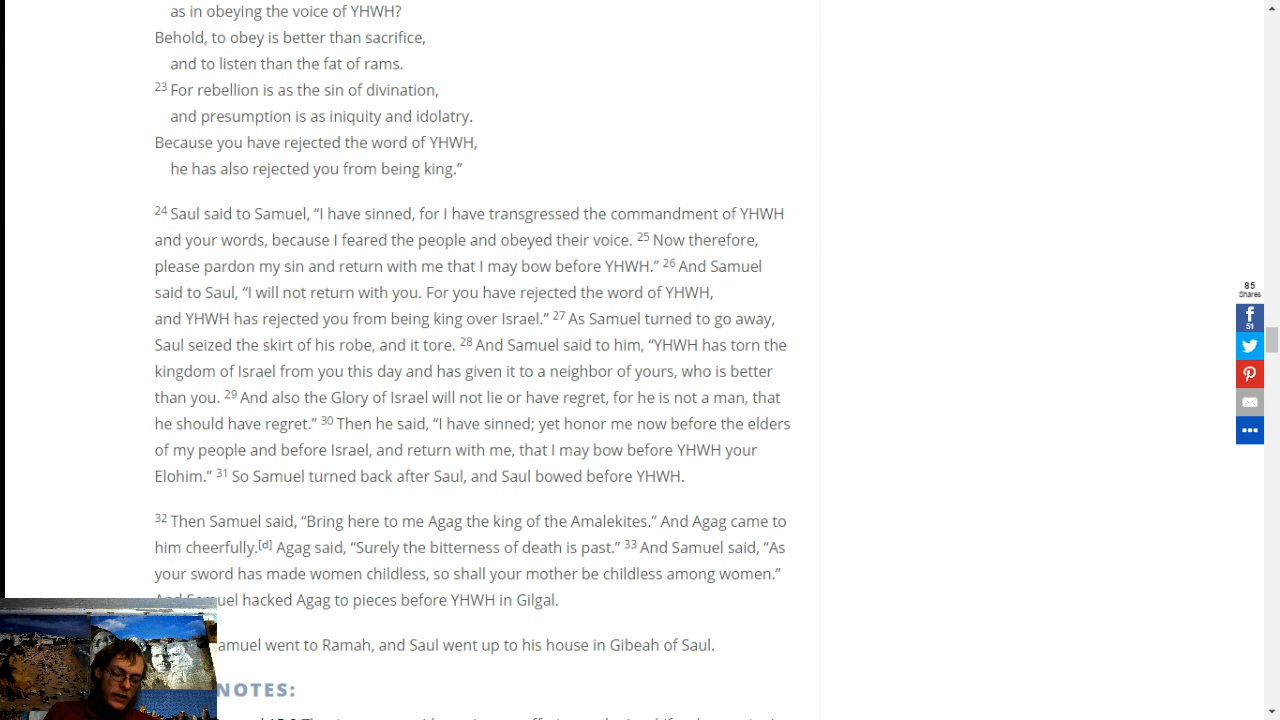 as in obeying the voice of YHWH?
Behold, to obey is better than sacrifice,
and to listen than the fat of rams.
23 For rebellion is as the sin of divination,
and presumption is as iniquity and idolatry.
Because you have rejected the word of YHWH,
he has also rejected you from being king.”
24 Saul said to Samuel, “I have sinned, for I have transgressed the commandment of YHWH
and your words, because I feared the people and obeyed their voice. 25 Now therefore,
please pardon my sin and return with me that I may bow before YHWH.” 26 And Samuel
said to Saul, “I will not return with you. For you have rejected the word of YHWH,
and YHWH has rejected you from being king over Israel.” 27 As Samuel turned to go away,
Saul seized the skirt of his robe, and it tore. 28 And Samuel said to him, “YHWH has torn the
kingdom of Israel from you this day and has given it to a neighbor of yours, who is better
than you. 29 And also the Glory of Israel will not lie or have regret, for he is not a man, that
he should have regret.” 30 Then he said, “I have sinned; yet honor me now before the elders
of my people and before Israel, and return with me, that I may bow before YHWH your
Elohim.” 31 So Samuel turned back after Saul, and Saul bowed before YHWH.
32 Then Samuel said, “Bring here to me Agag the king of the Amalekites.” And Agag came to
him cheerfully.[d] Agag said, “Surely the bitterness of death is past.” 33 And Samuel said, “As
your sword has made women childless, so shall your mother be childless among women.”
And Samuel hacked Agag to pieces before YHWH in Gilgal.
amuel went to Ramah, and Saul went up to his house in Gibeah of Saul.
NOTES:
85
Shares
51